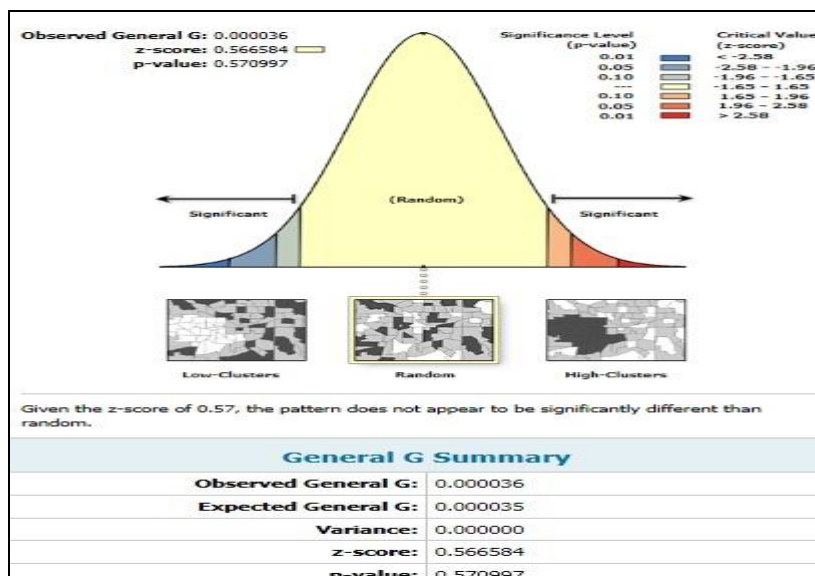 Observed General G: 0.000036
z-score: 0.566584
p-value: 0.570997
Significance Level
(p-value)
Critical Value
(z-score)
0.01 < -2.58
0.05 -2.58 - -1.96
0.10 -1.96 - -1.65
--- -1.65 - 1.65
0.10 1.65 - 1.96
0.05 1.96 - 2.58
0.01 > 2.58
Significant
(Random)
Significant
Low-Clusters
Random
High-Clusters
Given the z-score of 0.57, the pattern does not appear to be significantly different than
random.
General G Summary
Observed General G: 0.000036
Expected General G: 0.000035
Variance: 0.000000
z-score: 0.566584
p-value: 0.570997